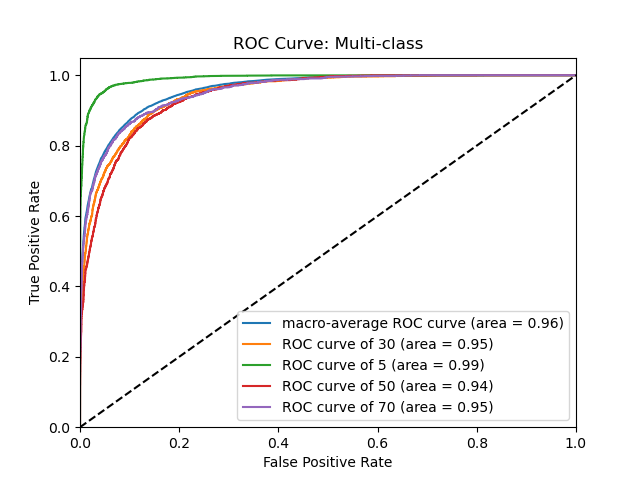 ROC Curve: Multi-class
True Positive Rate
1.0
0.8
0.6
0.4
0.2
0.0
macro-average ROC curve (area = 0.96)
ROC curve of 30 (area = 0.95)
ROC curve of 5 (area = 0.99)
ROC curve of 50 (area = 0.94)
ROC curve of 70 (area = 0.95)
0.0 0.2 0.4 0.6 0.8 1.0
False Positive Rate